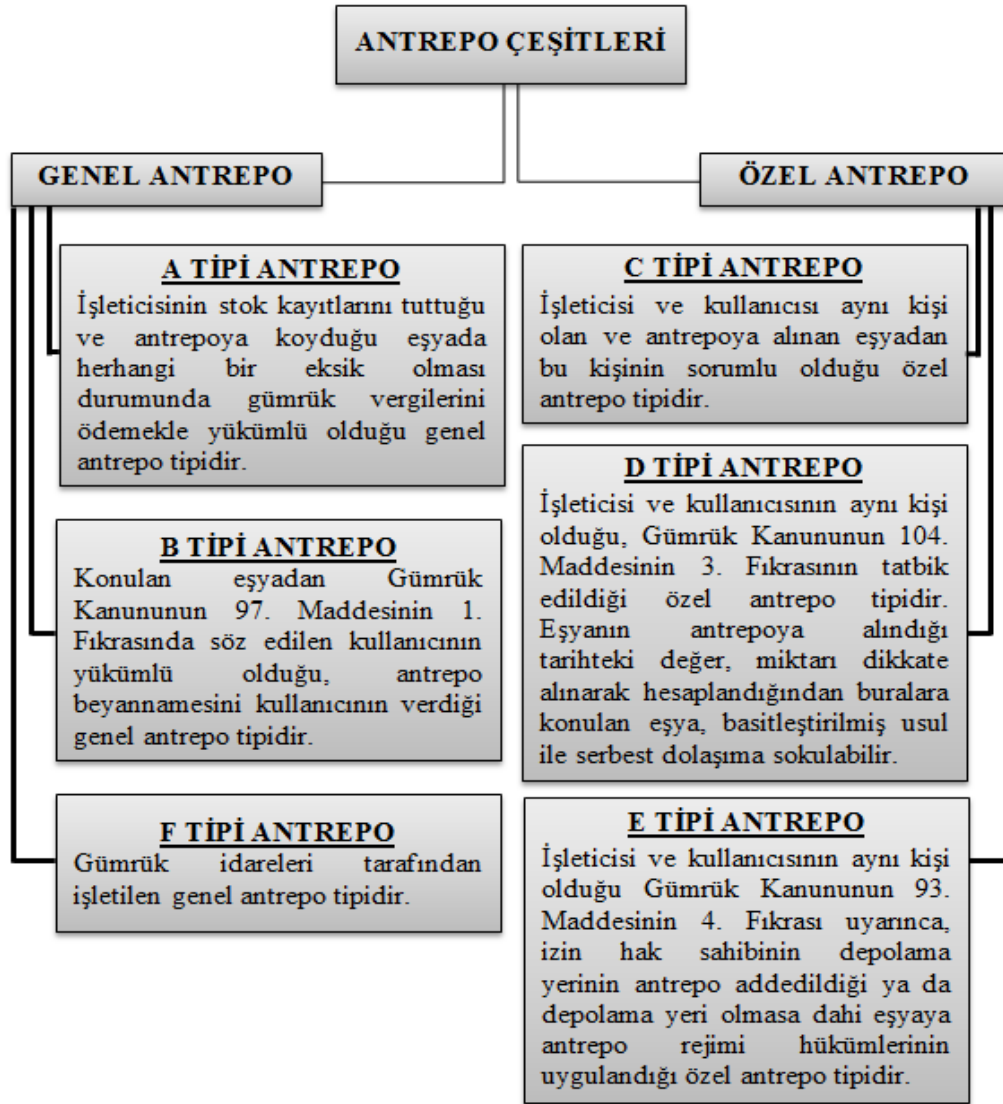 ANTREPO ÇEŞİTLERİ
GENEL ANTREPO
A TİPİ ANTREPO
İşleticisinin stok kayıtlarını tuttuğu
ve antrepoya koyduğu eşyada
herhangi bir eksik olması
durumunda gümrük vergilerini
ödemekle yükümlü olduğu genel
antrepo tipidir.
B TİPİ ANTREPO
Konulan eşyadan Gümrük
Kanununun 97. Maddesinin 1.
Fıkrasında söz edilen kullanıcının
yükümlü olduğu, antrepo
beyannamesini kullanıcının verdiği
genel antrepo tipidir.
F TİPİ ANTREPO
Gümrük idareleri tarafından
işletilen genel antrepo tipidir.
ÖZEL ANTREPO
C TİPİ ANTREPO
İşleticisi ve kullanıcısı aynı kişi
olan ve antrepoya alınan eşyadan
bu kişinin sorumlu olduğu özel
antrepo tipidir.
D TİPİ ANTREPO
İşleticisi ve kullanıcısının aynı kişi
olduğu, Gümrük Kanununun 104.
Maddesinin 3. Fıkrasının tatbik
edildiği özel antrepo tipidir.
Eşyanın antrepoya alındığı
tarihteki değer, miktarı dikkate
alınarak hesaplandığından buralara
konulan eşya, basitleştirilmiş usul
ile serbest dolaşıma sokulabilir.
E TİPİ ANTREPO
İşleticisi ve kullanıcısının aynı kişi
olduğu Gümrük Kanununun 93.
Maddesinin 4. Fıkrası uyarınca,
izin hak sahibinin depolama
yerinin antrepo addedildiği ya da
depolama yeri olmasa dahi eşyaya
antrepo rejimi hükümlerinin
uygulandığı özel antrepo tipidir.